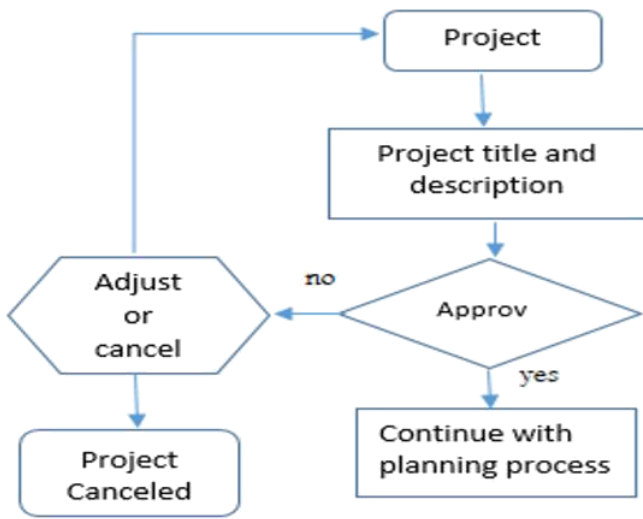 Project
Project title and
description
Approv
no
Adjust
or
cancel
yes
Continue with
planning process
Project
Canceled